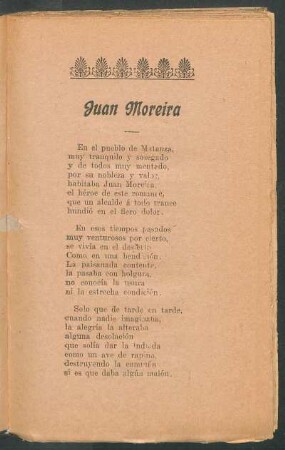 Juan Moreira
En el pueblo de Matanza,
muy tranquilo y sosegado
y de todos muy mentado,
por su nobleza y valor,
habitaba Juan Moreira,
el héroe de este romance,
que un alcalde á todo trance
hundió en el fiero dolor.
En esos tiempos pasados
muy venturosos por cierto,
se vivía en el desierto
Como en una bendición.
La paisanada contenta,
la pasaba con holgura,
no conocía la usura
ni la estrecha condición.
Solo que de tarde en tarde,
cuando nadie imaginaba,
la alegría la alteraba
alguna desolación
que solía dar la indiada
como un ave de rapiña,
destruyendo la campiña
si es que daba algún malón.